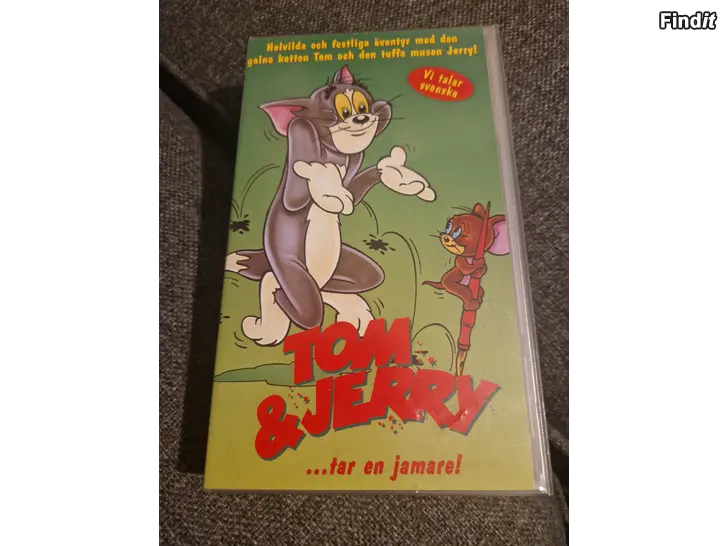 Findit
Helvilda och festliga äventyr med den
galna katten Tom och den tuffa musen Jerry!
Vi talar
svenska
TOM
& JERRY
...tar en jamare!